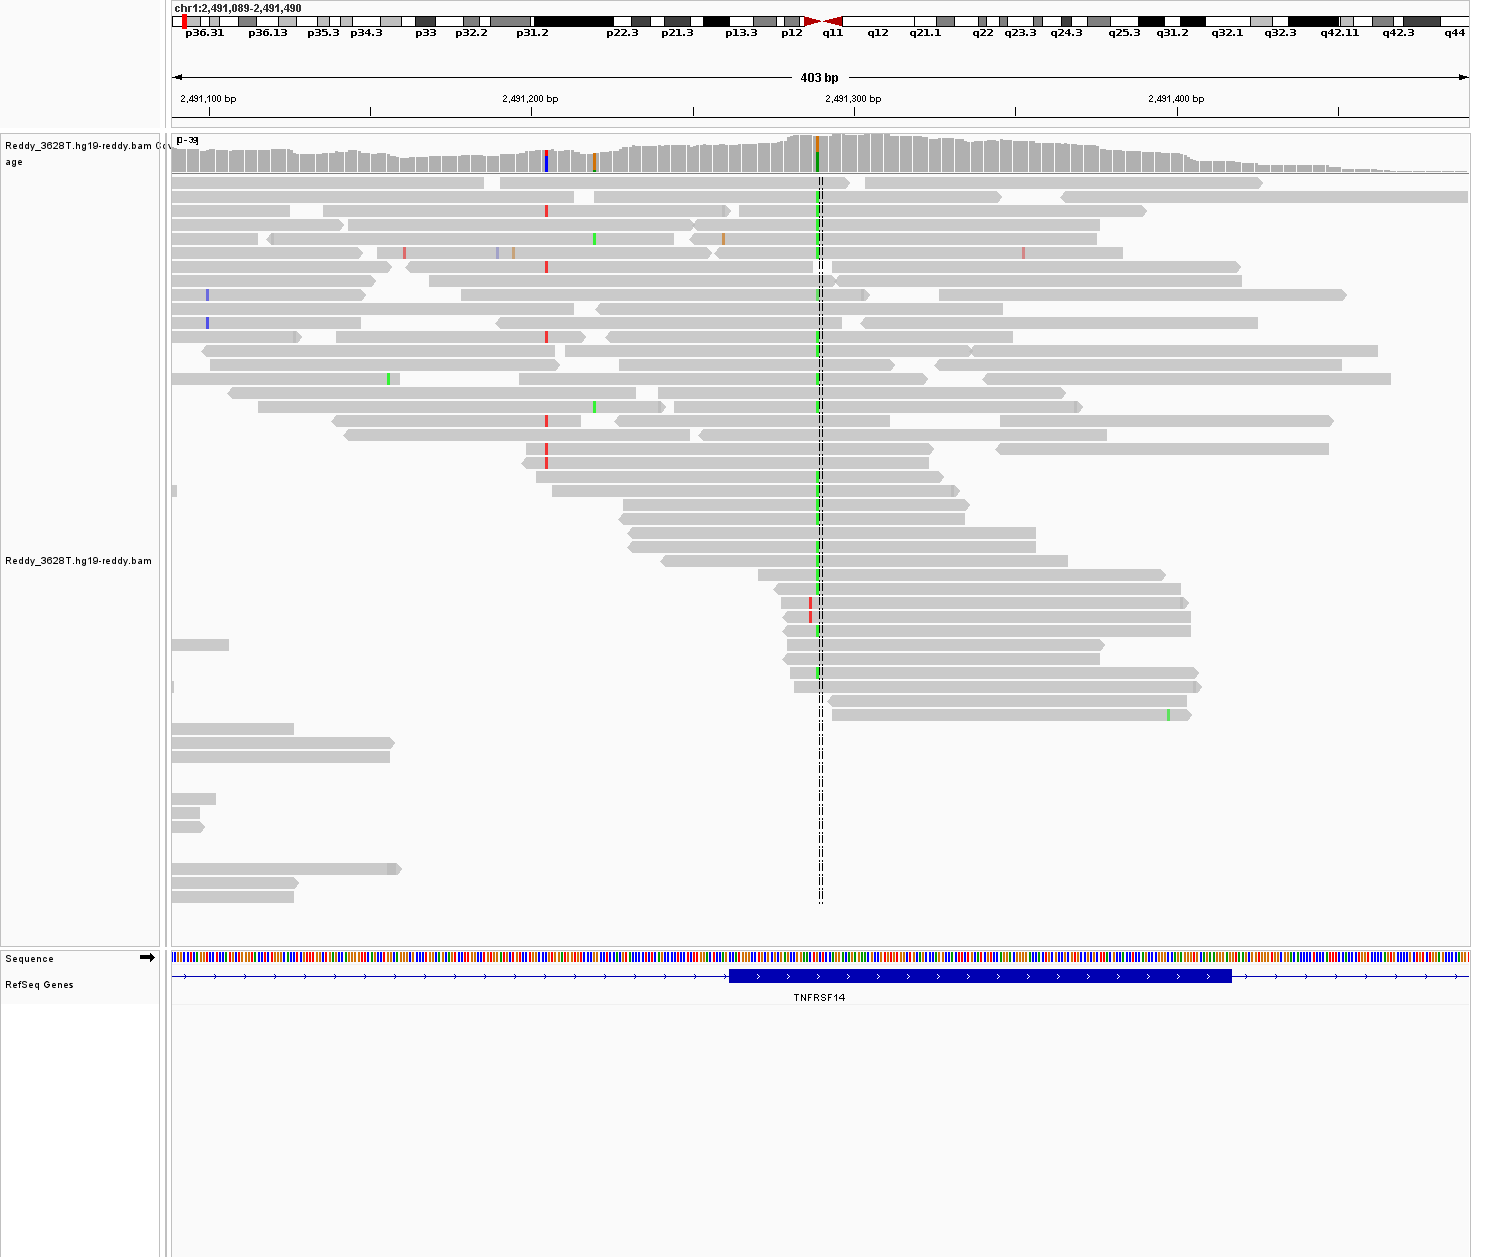 chr1:2,491,089-2,491,490
p36.31 p36.13 p35.3 p34.3 p33 p32.2 p31.2 p22.3 p21.3 p13.3 p12 q11 q12 q21.1 q22 q23.3 q24.3 q25.3 q31.2 q32.1 q32.3 q42.11 q42.3 q44
403 bp
2,491,100 bp 2,491,200 bp 2,491,300 bp 2,491,400 bp
[0-39]
Reddy_3628T.hg19-reddy.bam Cov
age
Reddy_3628T.hg19-reddy.bam
Sequence
RefSeq Genes
TNFRSF14